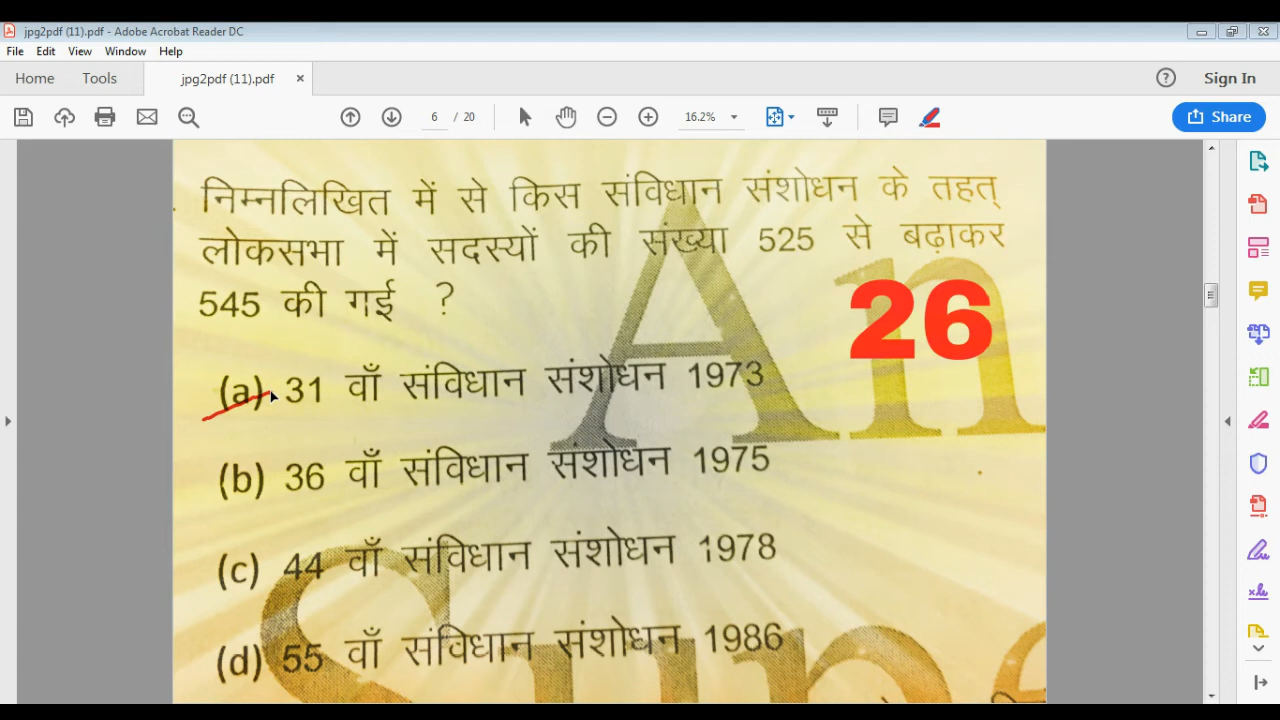 jpg2pdf (11).pdf - Adobe Acrobat Reader DC
File Edit View Window Help
Home Tools jpg2pdf (11).pdf × ? Sign In
6 / 20 16.2% Share
निम्नलिखित में से किस संविधान संशोधन के तहत्
लोकसभा में सदस्यों की संख्या 525 से बढ़ाकर
545 की गई ?
26
(a) 31 वाँ संविधान संशोधन 1973
(b) 36 वाँ संविधान संशोधन 1975
(c) 44 वाँ संविधान संशोधन 1978
(d) 55 वाँ संविधान संशोधन 1986
An
Supe